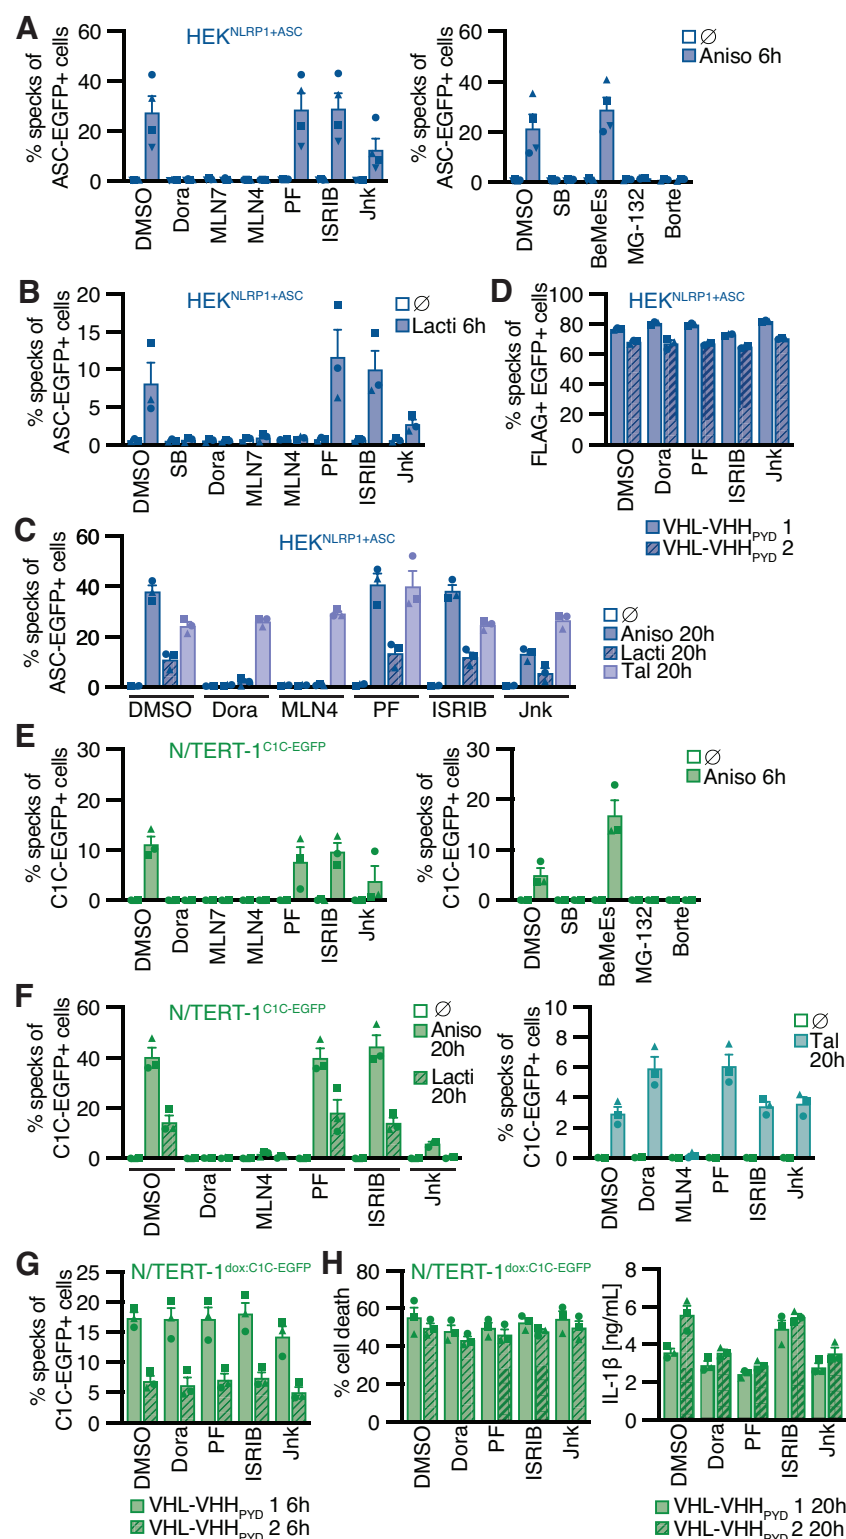 A
HEK^NLRP1+ASC
% specks of
ASC-EGFP+ cells
60
40
20
0
DMSO
Dora
MLN7
MLN4
PF
ISRIB
Jnk
% specks of
ASC-EGFP+ cells
60
40
20
0
DMSO
SB
BeMeEs
MG-132
Borte
∅
Aniso 6h
B
HEK^NLRP1+ASC
% specks of
ASC-EGFP+ cells
20
15
10
5
0
DMSO
SB
Dora
MLN7
MLN4
PF
ISRIB
Jnk
∅
Lacti 6h
D
HEK^NLRP1+ASC
% specks of
FLAG+ EGFP+ cells
100
80
60
40
20
0
DMSO
Dora
PF
ISRIB
Jnk
VHL-VHH_PYD 1
VHL-VHH_PYD 2
C
HEK^NLRP1+ASC
% specks of
ASC-EGFP+ cells
60
40
20
0
DMSO
Dora
MLN4
PF
ISRIB
Jnk
∅
Aniso 20h
Lacti 20h
Tal 20h
E
N/TERT-1^C1C-EGFP
% specks of
C1C-EGFP+ cells
30
20
10
0
DMSO
Dora
MLN7
MLN4
PF
ISRIB
Jnk
% specks of
C1C-EGFP+ cells
30
20
10
0
DMSO
SB
BeMeEs
MG-132
Borte
∅
Aniso 6h
F
N/TERT-1^C1C-EGFP
% specks of
C1C-EGFP+ cells
60
40
20
0
DMSO
Dora
MLN4
PF
ISRIB
Jnk
∅
Aniso
20h
Lacti
20h
% specks of
C1C-EGFP+ cells
10
8
6
4
2
0
DMSO
Dora
MLN4
PF
ISRIB
Jnk
∅
Tal
20h
G
N/TERT-1^dox:C1C-EGFP
% specks of
C1C-EGFP+ cells
25
20
15
10
5
0
DMSO
Dora
PF
ISRIB
Jnk
VHL-VHH_PYD 1 6h
VHL-VHH_PYD 2 6h
H
N/TERT-1^dox:C1C-EGFP
% cell death
80
60
40
20
0
DMSO
Dora
PF
ISRIB
Jnk
IL-1β [ng/mL]
8
6
4
2
0
DMSO
Dora
PF
ISRIB
Jnk
VHL-VHH_PYD 1 20h
VHL-VHH_PYD 2 20h